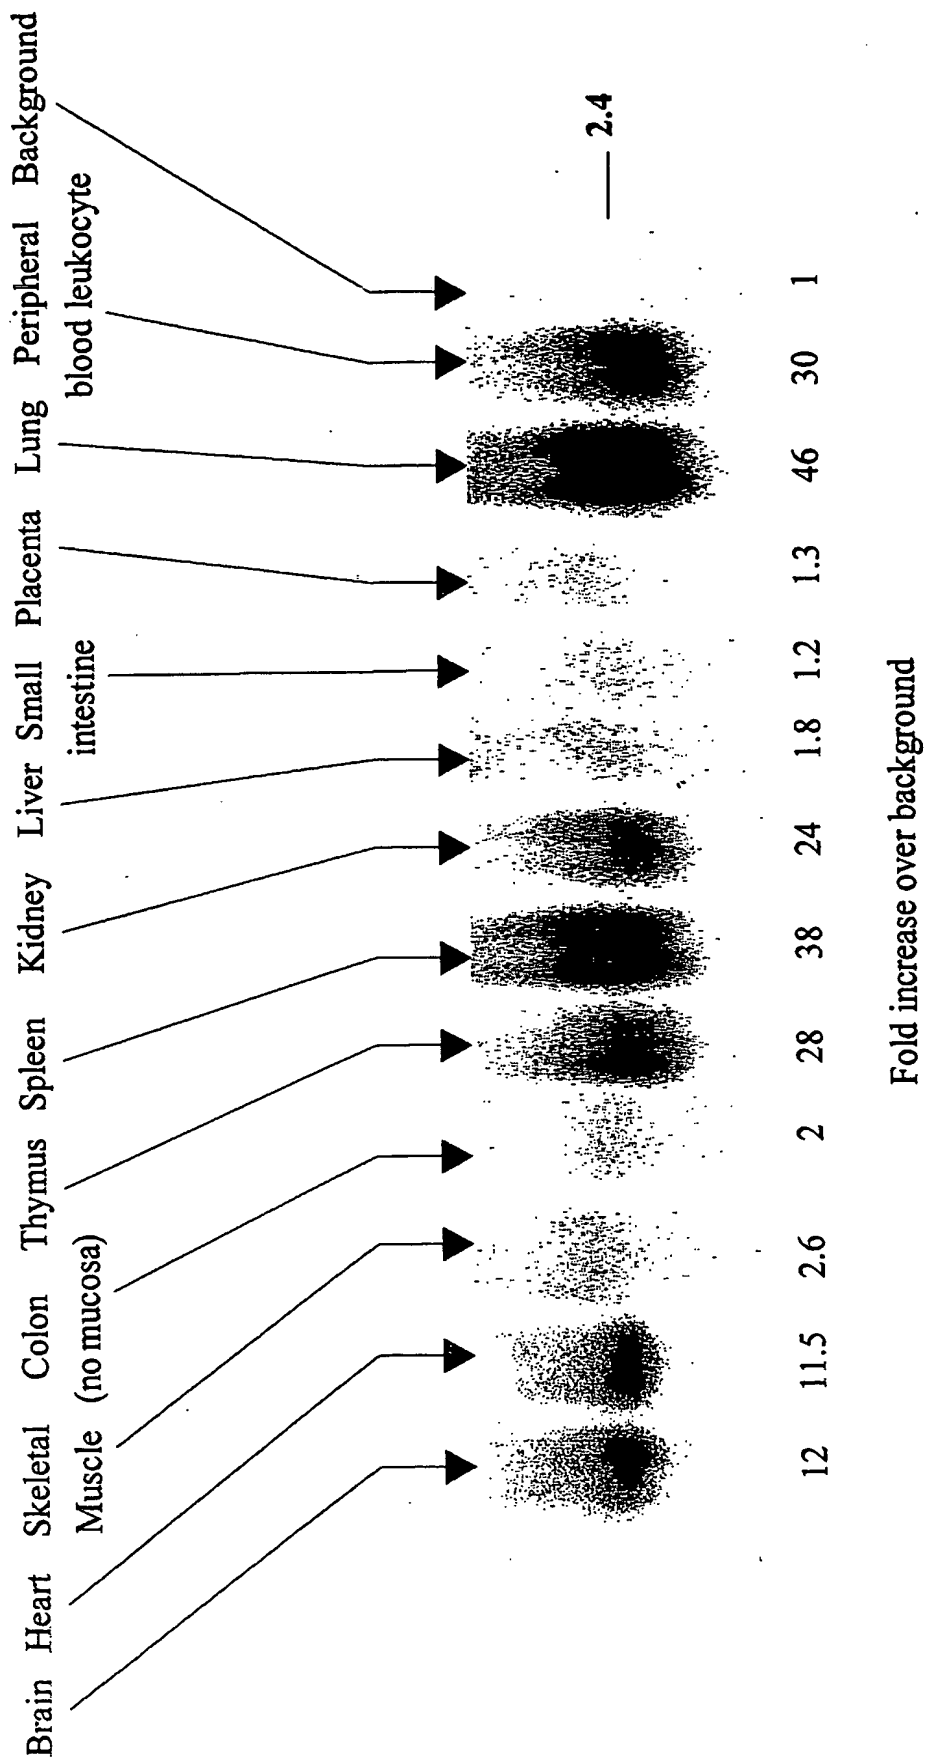 Brain Heart Skeletal Colon Thymus Spleen Kidney Liver Small Placenta Lung Peripheral Background
Muscle (no mucosa) intestine blood leukocyte
2.4
12 11.5 2.6 2 28 38 24 1.8 1.2 1.3 46 30 1
Fold increase over background